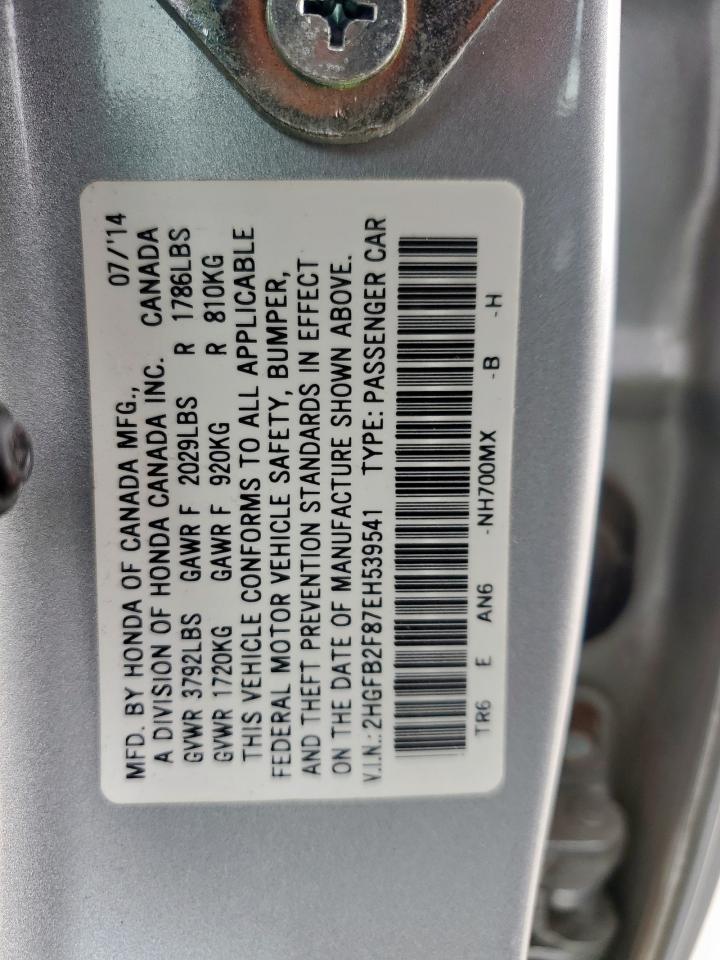 MFD. BY HONDA OF CANADA MFG., 07/'14
A DIVISION OF HONDA CANADA INC. CANADA
GVWR 3792LBS GAWR F 2029LBS R 1786LBS
GVWR 1720KG GAWR F 920KG R 810KG
THIS VEHICLE CONFORMS TO ALL APPLICABLE
FEDERAL MOTOR VEHICLE SAFETY, BUMPER,
AND THEFT PREVENTION STANDARDS IN EFFECT
ON THE DATE OF MANUFACTURE SHOWN ABOVE.
V.I.N.: 2HGFB2F87EH539541 TYPE: PASSENGER CAR
TR6 E AN6 -NH700MX -B -H